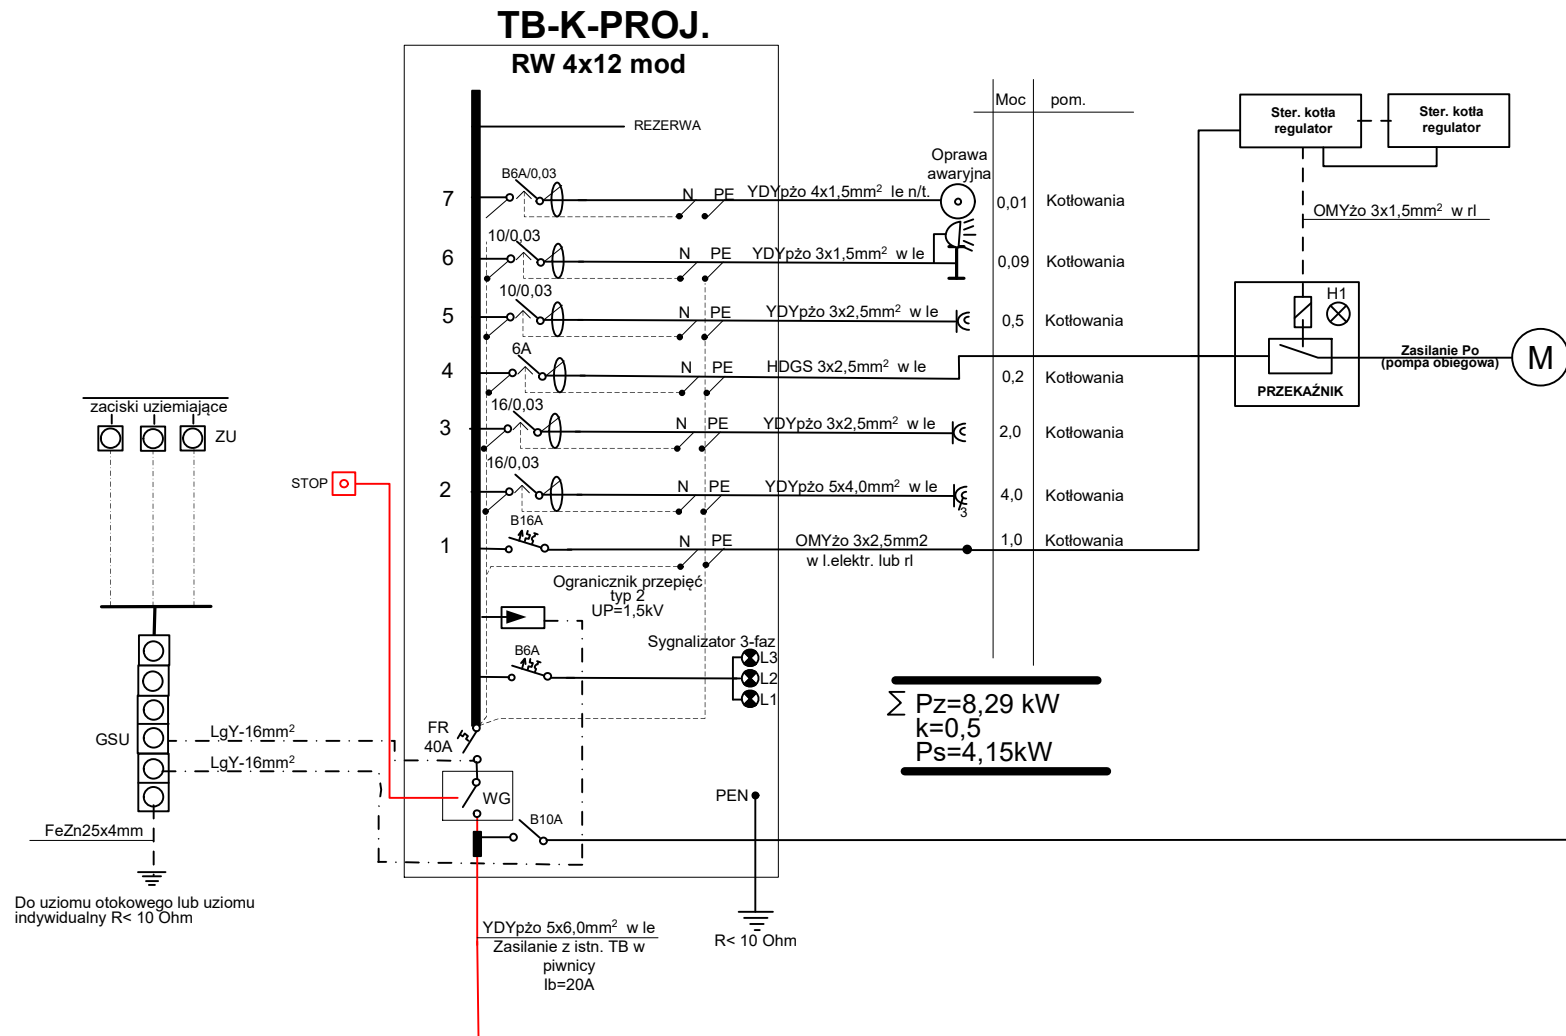 TB-K-PROJ.
RW 4x12 mod
REZERWA
Moc pom.
7 B6A/0,03 N PE YDYpżo 4x1,5mm² le n/t. Oprawa awaryjna 0,01 Kotłowania
6 10/0,03 N PE YDYpżo 3x1,5mm² w le 0,09 Kotłowania
5 10/0,03 N PE YDYpżo 3x2,5mm² w le 0,5 Kotłowania
4 6A N PE HDGS 3x2,5mm² w le 0,2 Kotłowania
3 16/0,03 N PE YDYpżo 3x2,5mm² w le 2,0 Kotłowania
2 16/0,03 N PE YDYpżo 5x4,0mm² w le 3 4,0 Kotłowania
1 B16A N PE OMYżo 3x2,5mm2 1,0 Kotłowania
w l.elektr. lub rl
Ster. kotła
regulator
Ster. kotła
regulator
OMYżo 3x1,5mm² w rl
H1
PRZEKAŹNIK
Zasilanie Po
(pompa obiegowa)
M
zaciski uziemiające
ZU
STOP
Ogranicznik przepięć
typ 2
UP=1,5kV
Sygnalizator 3-faz
B6A
L3
L2
L1
∑ Pz=8,29 kW
k=0,5
Ps=4,15kW
FR
40A
GSU
LgY-16mm²
LgY-16mm²
WG
B10A
PEN
FeZn25x4mm
Do uziomu otokowego lub uziomu
indywidualny R< 10 Ohm
YDYpżo 5x6,0mm² w le
Zasilanie z istn. TB w
piwnicy
Ib=20A
R< 10 Ohm